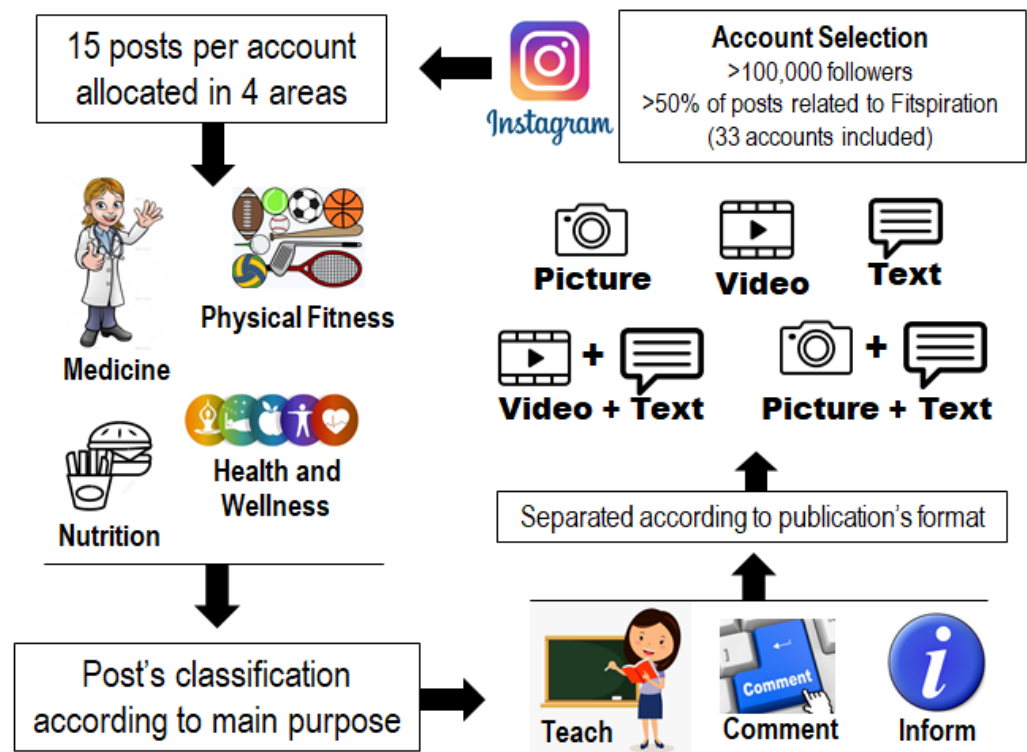 Account Selection
>100,000 followers
>50% of posts related to Fitspiration
(33 accounts included)
Instagram
15 posts per account
allocated in 4 areas
Medicine
Physical Fitness
Nutrition
Health and
Wellness
Post's classification
according to main purpose
Teach
Comment
Comment
Inform
Separated according to publication's format
Picture
Video
Text
Video + Text
Picture + Text